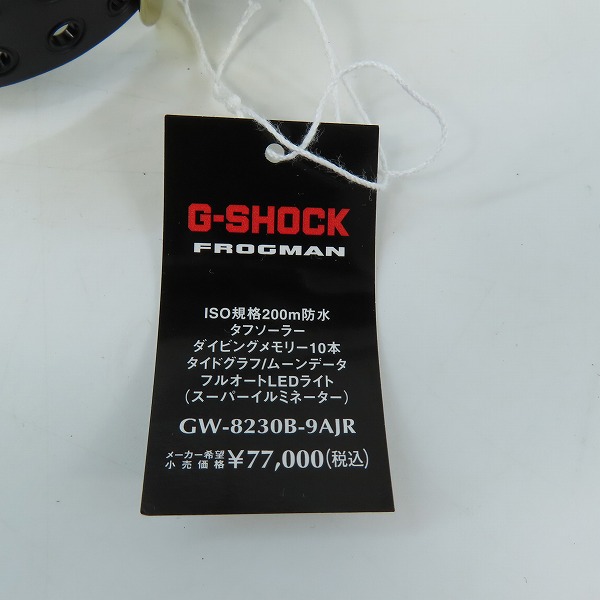 G-SHOCK
FROGMAN
ISO規格200m防水
タフソーラー
ダイビングメモリー10本
タイドグラフ/ムーンデータ
フルオートLEDライト
(スーパーイルミネーター)
GW-8230B-9AJR
メーカー希望小売価格 ¥77,000(税込)